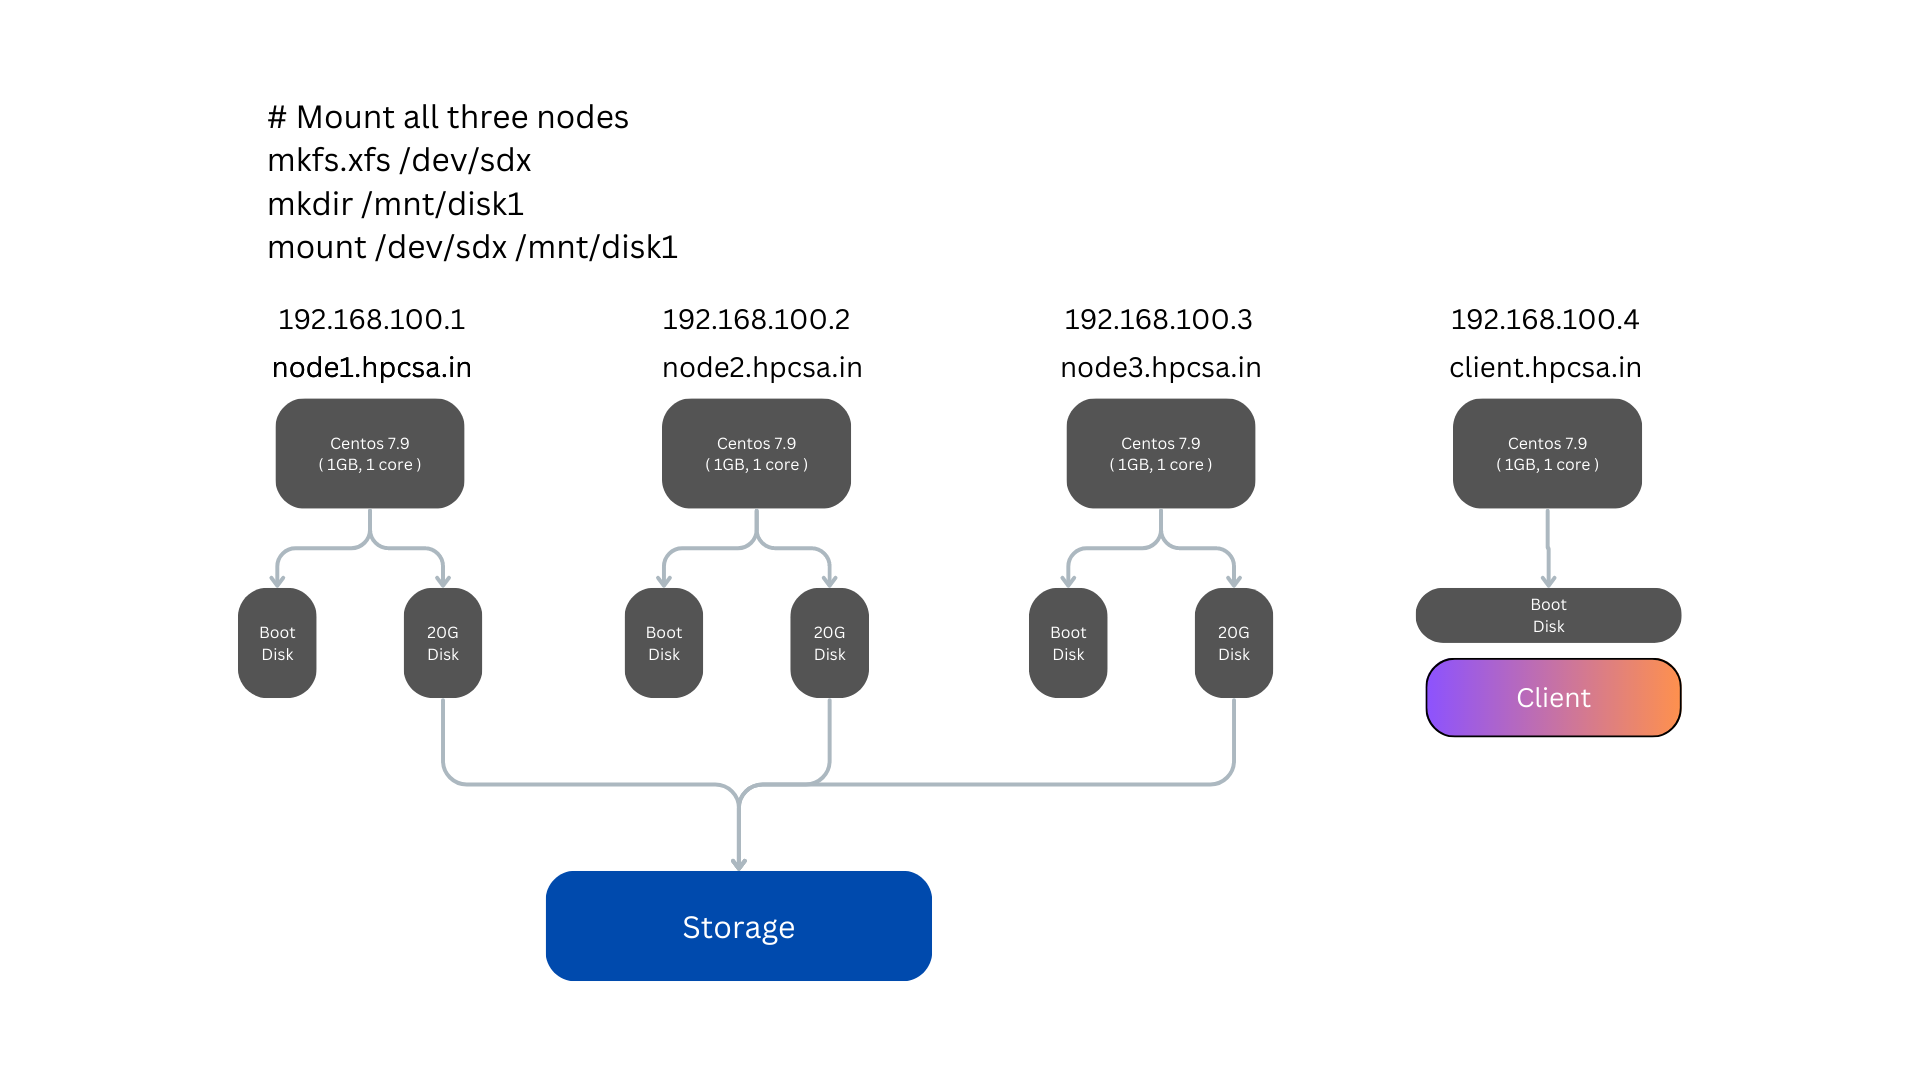 # Mount all three nodes
mkfs.xfs /dev/sdx
mkdir /mnt/disk1
mount /dev/sdx /mnt/disk1
192.168.100.1
192.168.100.2
192.168.100.3
192.168.100.4
node1.hpcsa.in
node2.hpcsa.in
node3.hpcsa.in
client.hpcsa.in
Centos 7.9
( 1GB, 1 core )
Centos 7.9
( 1GB, 1 core )
Centos 7.9
( 1GB, 1 core )
Centos 7.9
( 1GB, 1 core )
Boot
Disk
20G
Disk
Boot
Disk
20G
Disk
Boot
Disk
20G
Disk
Boot
Disk
Client
Storage